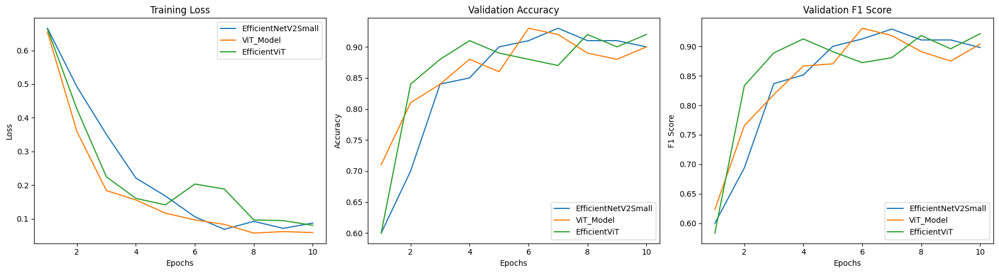 Training Loss
EfficientNetV2Small
ViT_Model
EfficientViT
0.6
0.5
0.4
0.3
0.2
0.1
Loss
2 4 6 8 10
Epochs
Validation Accuracy
0.90
0.85
0.80
0.75
0.70
0.65
0.60
Accuracy
EfficientNetV2Small
ViT_Model
EfficientViT
2 4 6 8 10
Epochs
Validation F1 Score
0.90
0.85
0.80
0.75
0.70
0.65
0.60
F1 Score
EfficientNetV2Small
ViT_Model
EfficientViT
2 4 6 8 10
Epochs